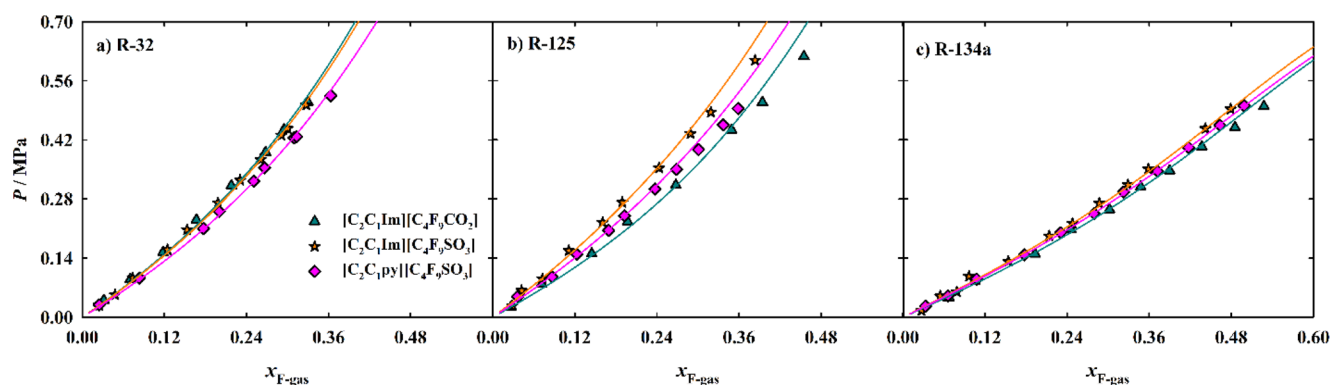 a) R-32
b) R-125
c) R-134a
P / MPa
0.70
0.56
0.42
0.28
0.14
0.00
[C₂C₁Im][C₄F₉CO₂]
[C₂C₁Im][C₄F₉SO₃]
[C₂C₁py][C₄F₉SO₃]
0.00 0.12 0.24 0.36 0.48 0.00 0.12 0.24 0.36 0.48 0.00 0.12 0.24 0.36 0.48 0.60
xF-gas xF-gas xF-gas